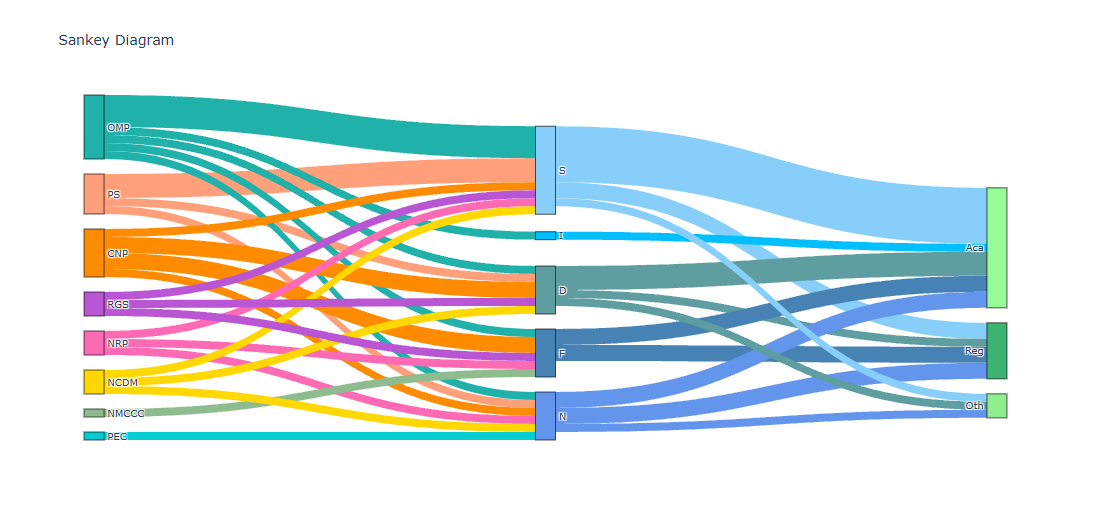 Sankey Diagram
OMP
PS
CNP
RGS
NRP
NCDM
NMCCC
PEC
S
I
D
F
N
Aca
Reg
Oth